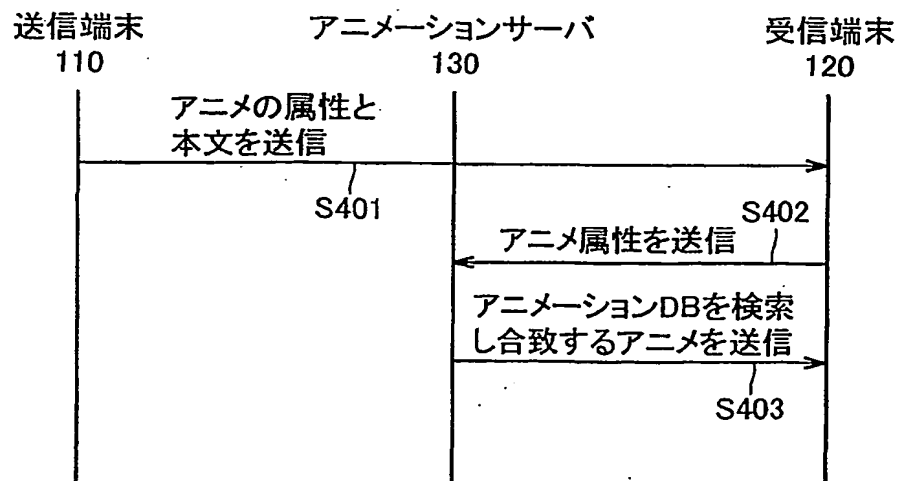 送信端末
110
アニメーションサーバ
130
受信端末
120
アニメの属性と
本文を送信
S401
S402
アニメ属性を送信
アニメーションDBを検索
し合致するアニメを送信
S403